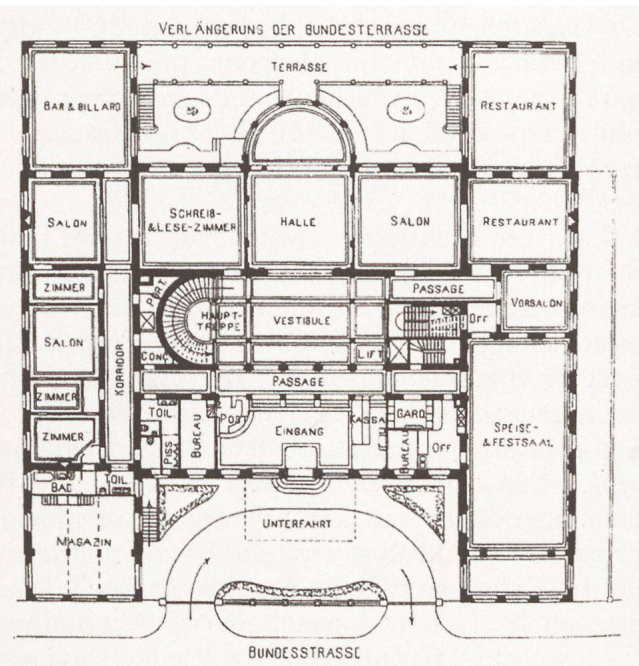 VERLÄNGERUNG DER BUNDESTERRASSE
TERRASSE
BAR & BILLARD
RESTAURANT
SALON
SCHREIB-
&LESE-ZIMMER
HALLE
SALON
RESTAURANT
ZIMMER
PORT.
PASSAGE
VORSALON
HAUPT-
TREPPE
VESTIBULE
OFF
SALON
KORRIDOR
CONC
LIFT
PASSAGE
ZIMMER
TOIL.
POST
KASSA
GARD
ZIMMER
PISS
BUREAU
EINGANG
BUREAU
OFF
SPEISE-
&FESTSAAL
BAD
TOIL
MAGAZIN
UNTERFAHRT
BUNDESSTRASSE